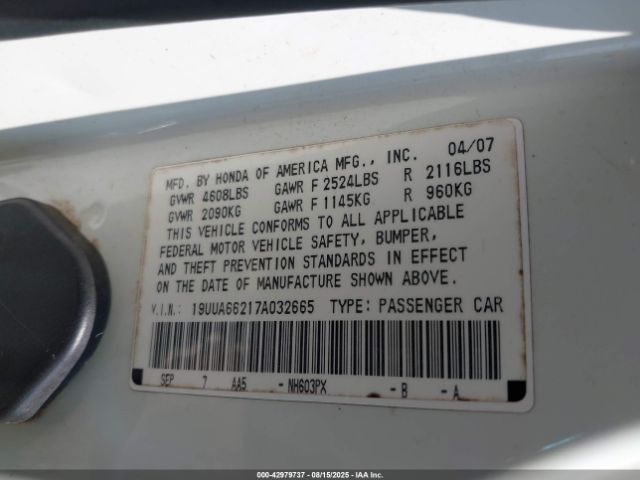 MFD. BY HONDA OF AMERICA MFG., INC. 04/07
GVWR 4608LBS GAWR F 2524LBS R 2116LBS
GVWR 2090KG GAWR F 1145KG R 960KG
THIS VEHICLE CONFORMS TO ALL APPLICABLE
FEDERAL MOTOR VEHICLE SAFETY, BUMPER,
AND THEFT PREVENTION STANDARDS IN EFFECT
ON THE DATE OF MANUFACTURE SHOWN ABOVE.
V.I.N: 19UUA66217A032665 TYPE: PASSENGER CAR
SEP 7 AA5 -NH603PX -B -A
000-42979737 - 08/15/2025 - IAAI.COM